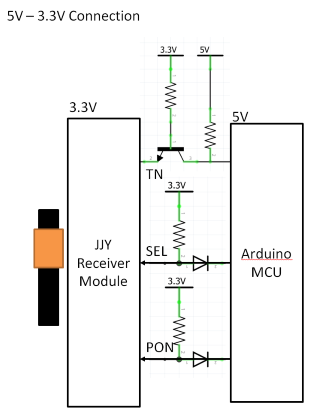 5V – 3.3V Connection
3.3V
5V
3.3V
5V
TN
3.3V
SEL
JJY
Receiver
Module
Arduino
MCU
3.3V
PON